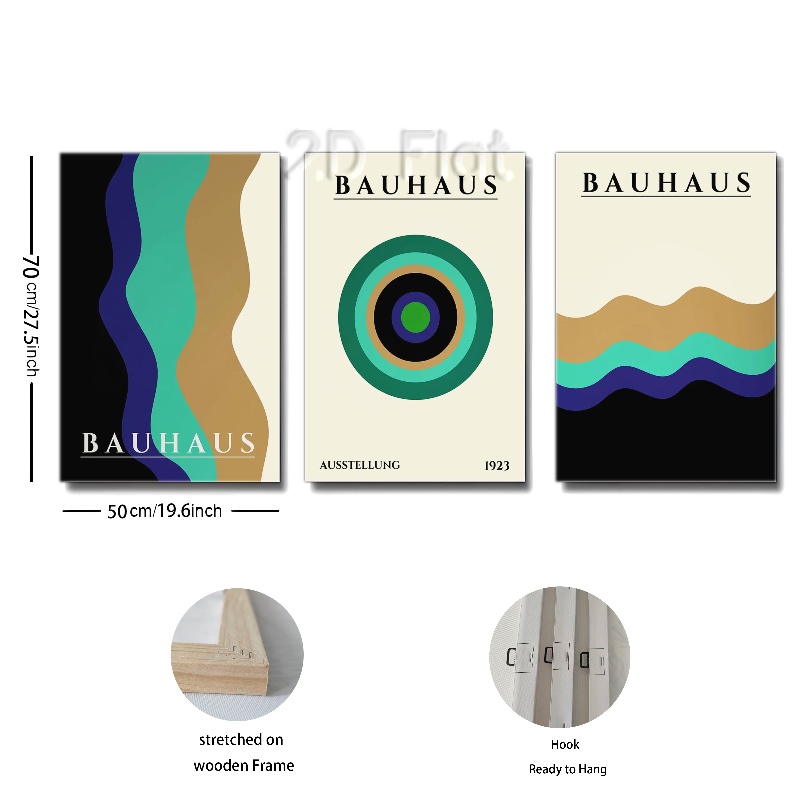 2D Flat
BAUHAUS
BAUHAUS
BAUHAUS
AUSSTELLUNG 1923
70 cm/27.5inch
50cm/19.6inch
stretched on
wooden Frame
Hook
Ready to Hang